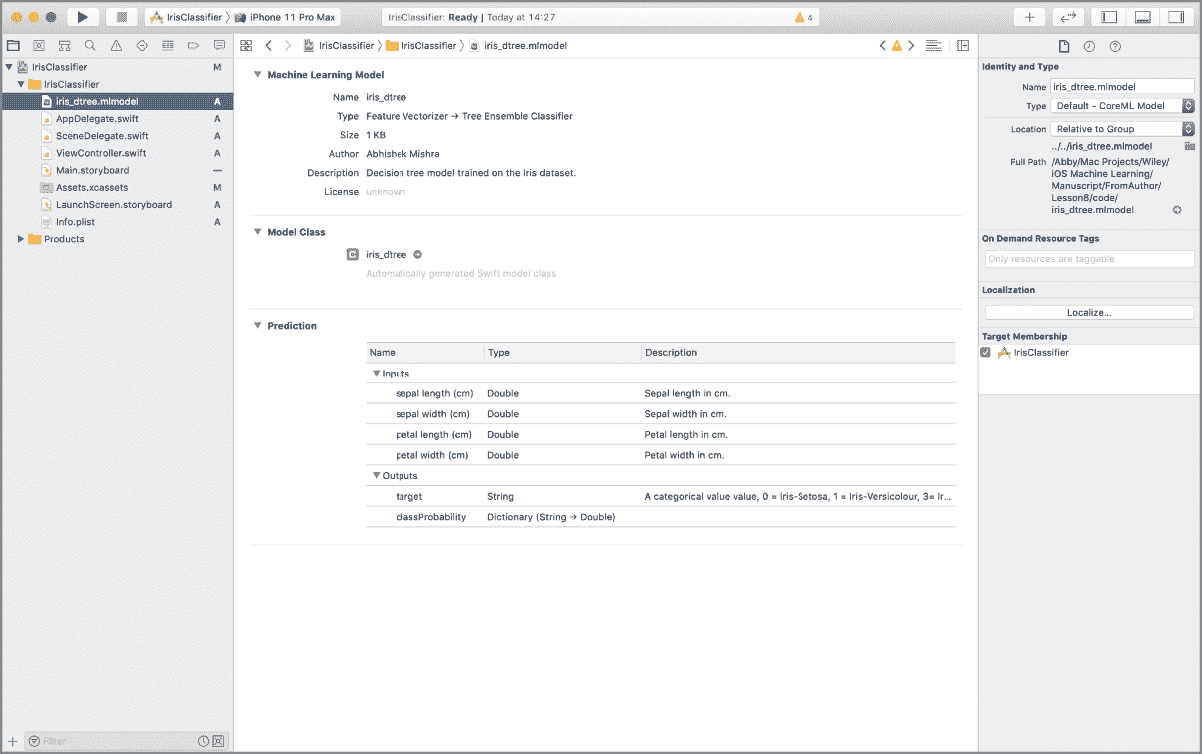 IrisClassifier 〉 iPhone 11 Pro Max
IrisClassifier: Ready | Today at 14:27
4
IrisClassifier 〉 IrisClassifier 〉 iris_dtree.mlmodel
IrisClassifier M
IrisClassifier
iris_dtree.mlmodel A
AppDelegate.swift A
SceneDelegate.swift A
ViewController.swift A
Main.storyboard —
Assets.xcassets M
LaunchScreen.storyboard A
Info.plist A
Products
Filter
Machine Learning Model
Name iris_dtree
Type Feature Vectorizer → Tree Ensemble Classifier
Size 1 KB
Author Abhishek Mishra
Description Decision tree model trained on the Iris dataset.
License unknown
Model Class
C iris_dtree
Automatically generated Swift model class
Prediction
Name Type Description
Inputs
sepal length (cm) Double Sepal length in cm.
sepal width (cm) Double Sepal width in cm.
petal length (cm) Double Petal length in cm.
petal width (cm) Double Petal width in cm.
Outputs
target String A categorical value value, 0 = Iris-Setosa, 1 = Iris-Versicolour, 3= Ir...
classProbability Dictionary (String → Double)
Identity and Type
Name iris_dtree.mlmodel
Type Default - CoreML Model
Location Relative to Group
../../iris_dtree.mlmodel
Full Path /Abby/Mac Projects/Wiley/
iOS Machine Learning/
Manuscript/FromAuthor/
Lesson8/code/
iris_dtree.mlmodel
On Demand Resource Tags
Only resources are taggable
Localization
Localize...
Target Membership
IrisClassifier